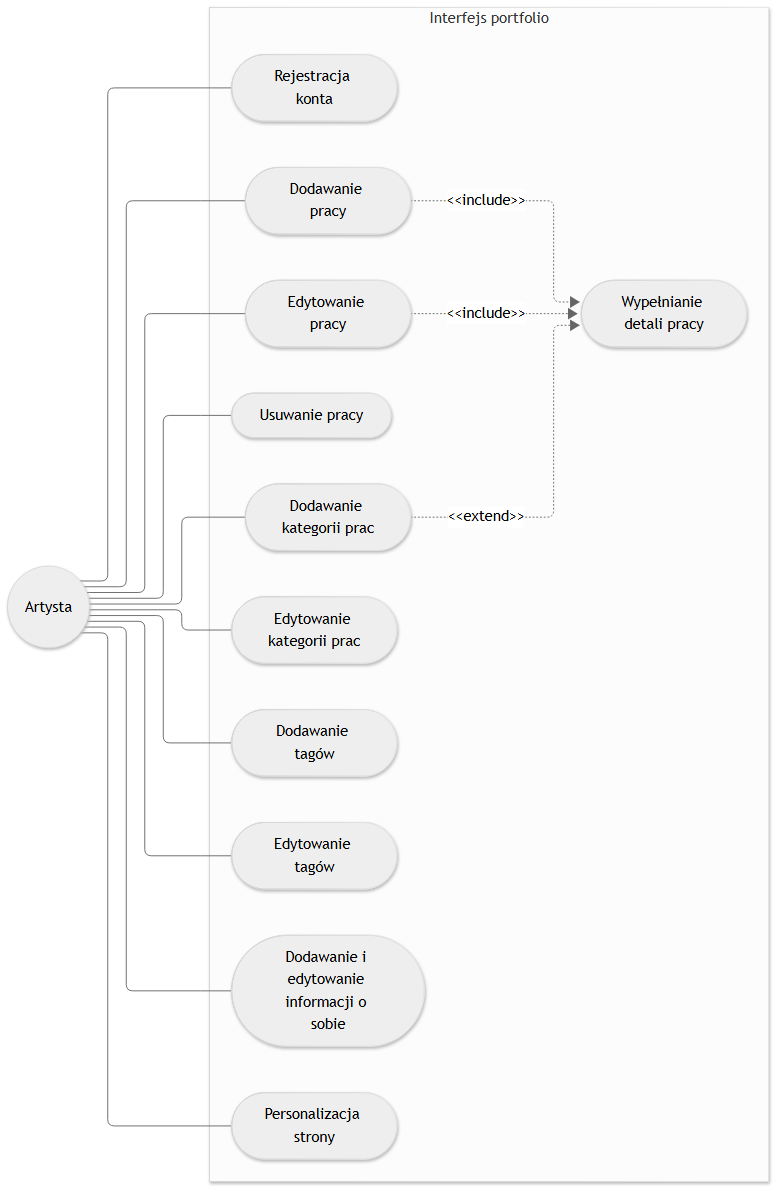 Interfejs portfolio
Rejestracja
konta
Dodawanie
pracy
<<include>>
Edytowanie
pracy
<<include>>
Wypełnianie
detali pracy
Usuwanie pracy
Dodawanie
kategorii prac
<<extend>>
Artysta
Edytowanie
kategorii prac
Dodawanie
tagów
Edytowanie
tagów
Dodawanie i
edytowanie
informacji o
sobie
Personalizacja
strony